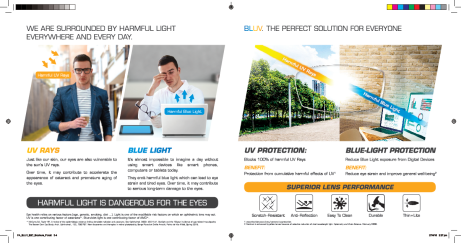 WE ARE SURROUNDED BY HARMFUL LIGHT
EVERYWHERE AND EVERY DAY.
Harmful UV Rays
Harmful Blue Light
UV RAYS
Just like our skin, our eyes are also vulnerable to
the sun's UV rays.
Over time, it may contribute to accelerate the
appearance of cataracts and premature aging of
the eyes.
BLUE LIGHT
It's almost impossible to imagine a day without
using smart devices like smart phones,
computers or tablets today.
They emit harmful blue light which can lead to eye
strain and tired eyes. Over time, it may contribute
to serious long-term damage to the eyes.
HARMFUL LIGHT IS DANGEROUS FOR THE EYES
BLUV. THE PERFECT SOLUTION FOR EVERYONE
Harmful UV Rays
Harmful Blue Light
UV PROTECTION:
Blocks 100% of harmful UV Rays
BENEFIT:
Protection from cumulative harmful effects of UV
BLUE-LIGHT PROTECTION
Reduce Blue Light exposure from Digital Devices
BENEFIT:
Reduce eye strain and improve general well-being
SUPERIOR LENS PERFORMANCE
Scratch-Resistant
Anti-Reflection
Easy To Clean
Durable
Thin+Lite